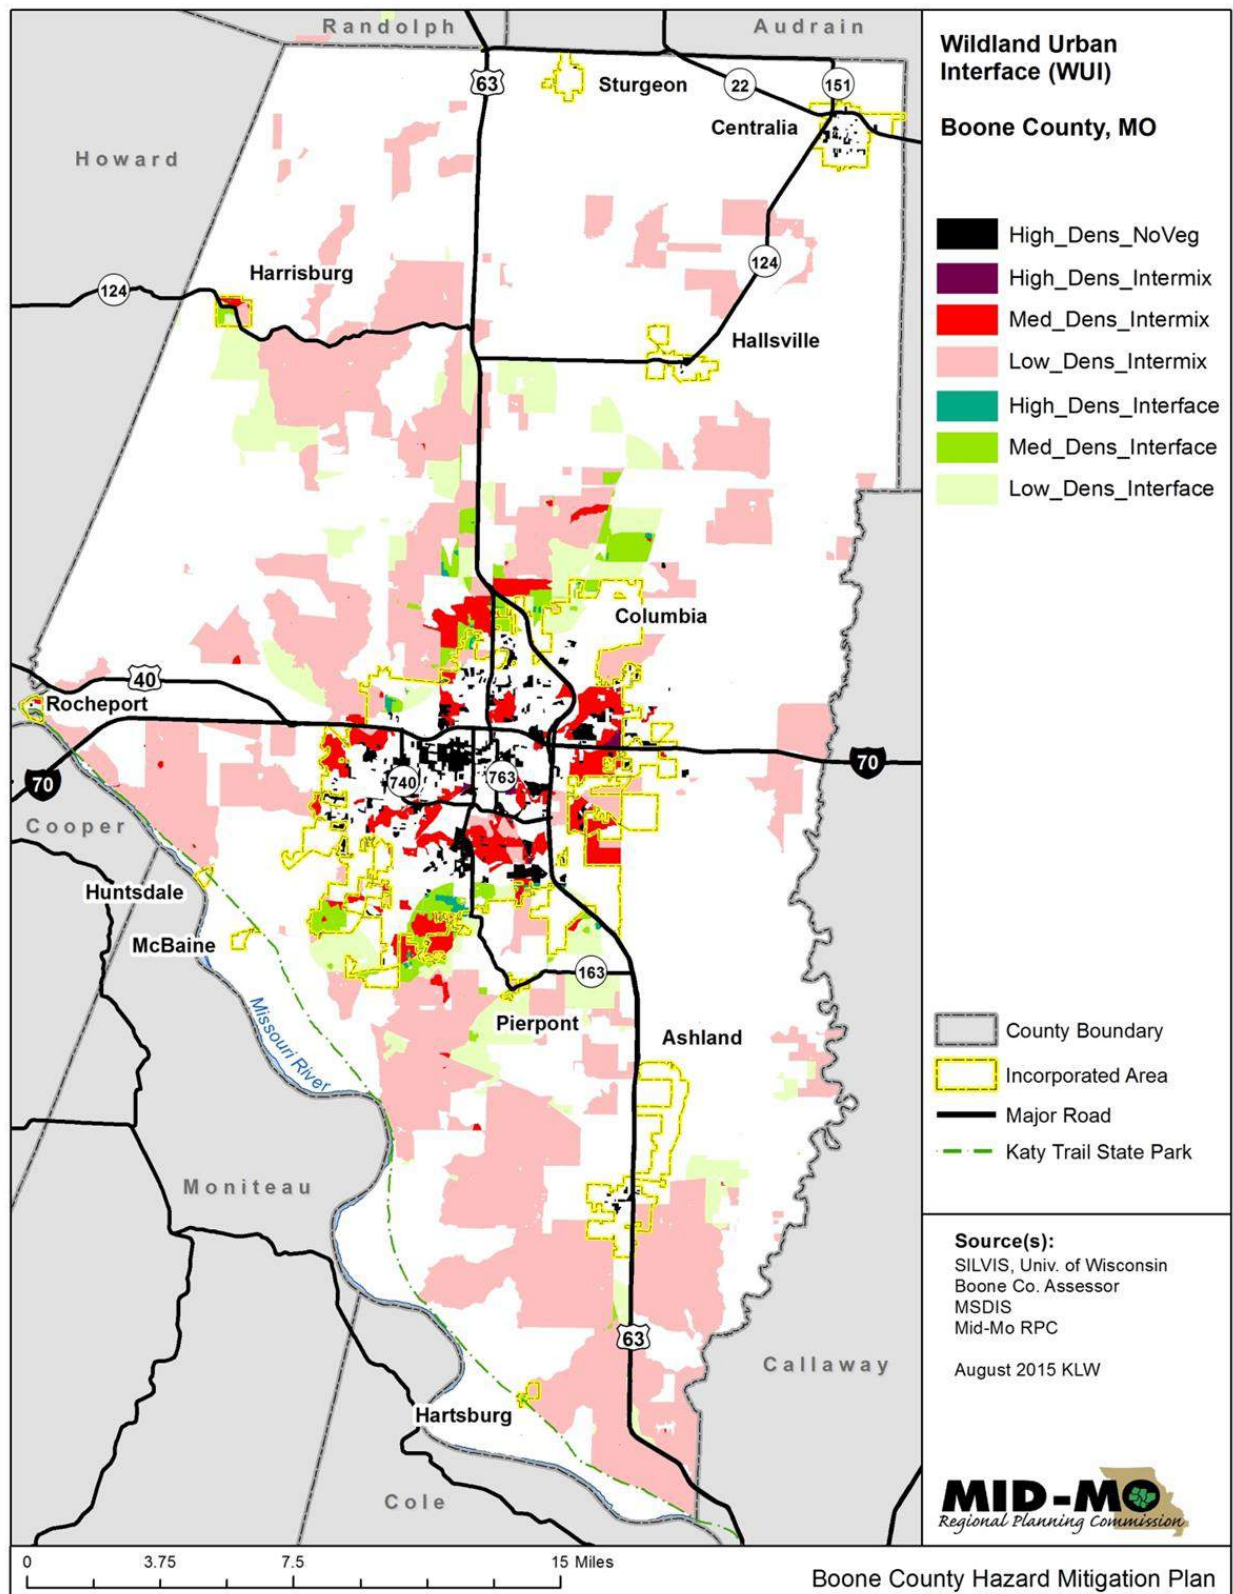 Randolph
Audrain
Wildland Urban
Interface (WUI)
Boone County, MO
63
Sturgeon
22
151
Centralia
Howard
High_Dens_NoVeg
High_Dens_Intermix
Med_Dens_Intermix
Low_Dens_Intermix
High_Dens_Interface
Med_Dens_Interface
Low_Dens_Interface
124
Harrisburg
124
Hallsville
Columbia
40
Rocheport
70
740
763
70
Cooper
Huntsdale
McBaine
163
Missouri River
Pierpont
Ashland
County Boundary
Incorporated Area
Major Road
Katy Trail State Park
Moniteau
Source(s):
SILVIS, Univ. of Wisconsin
Boone Co. Assessor
MSDIS
Mid-Mo RPC
August 2015 KLW
63
Callaway
Hartsburg
Cole
MID-MO
Regional Planning Commission
0 3.75 7.5 15 Miles
Boone County Hazard Mitigation Plan